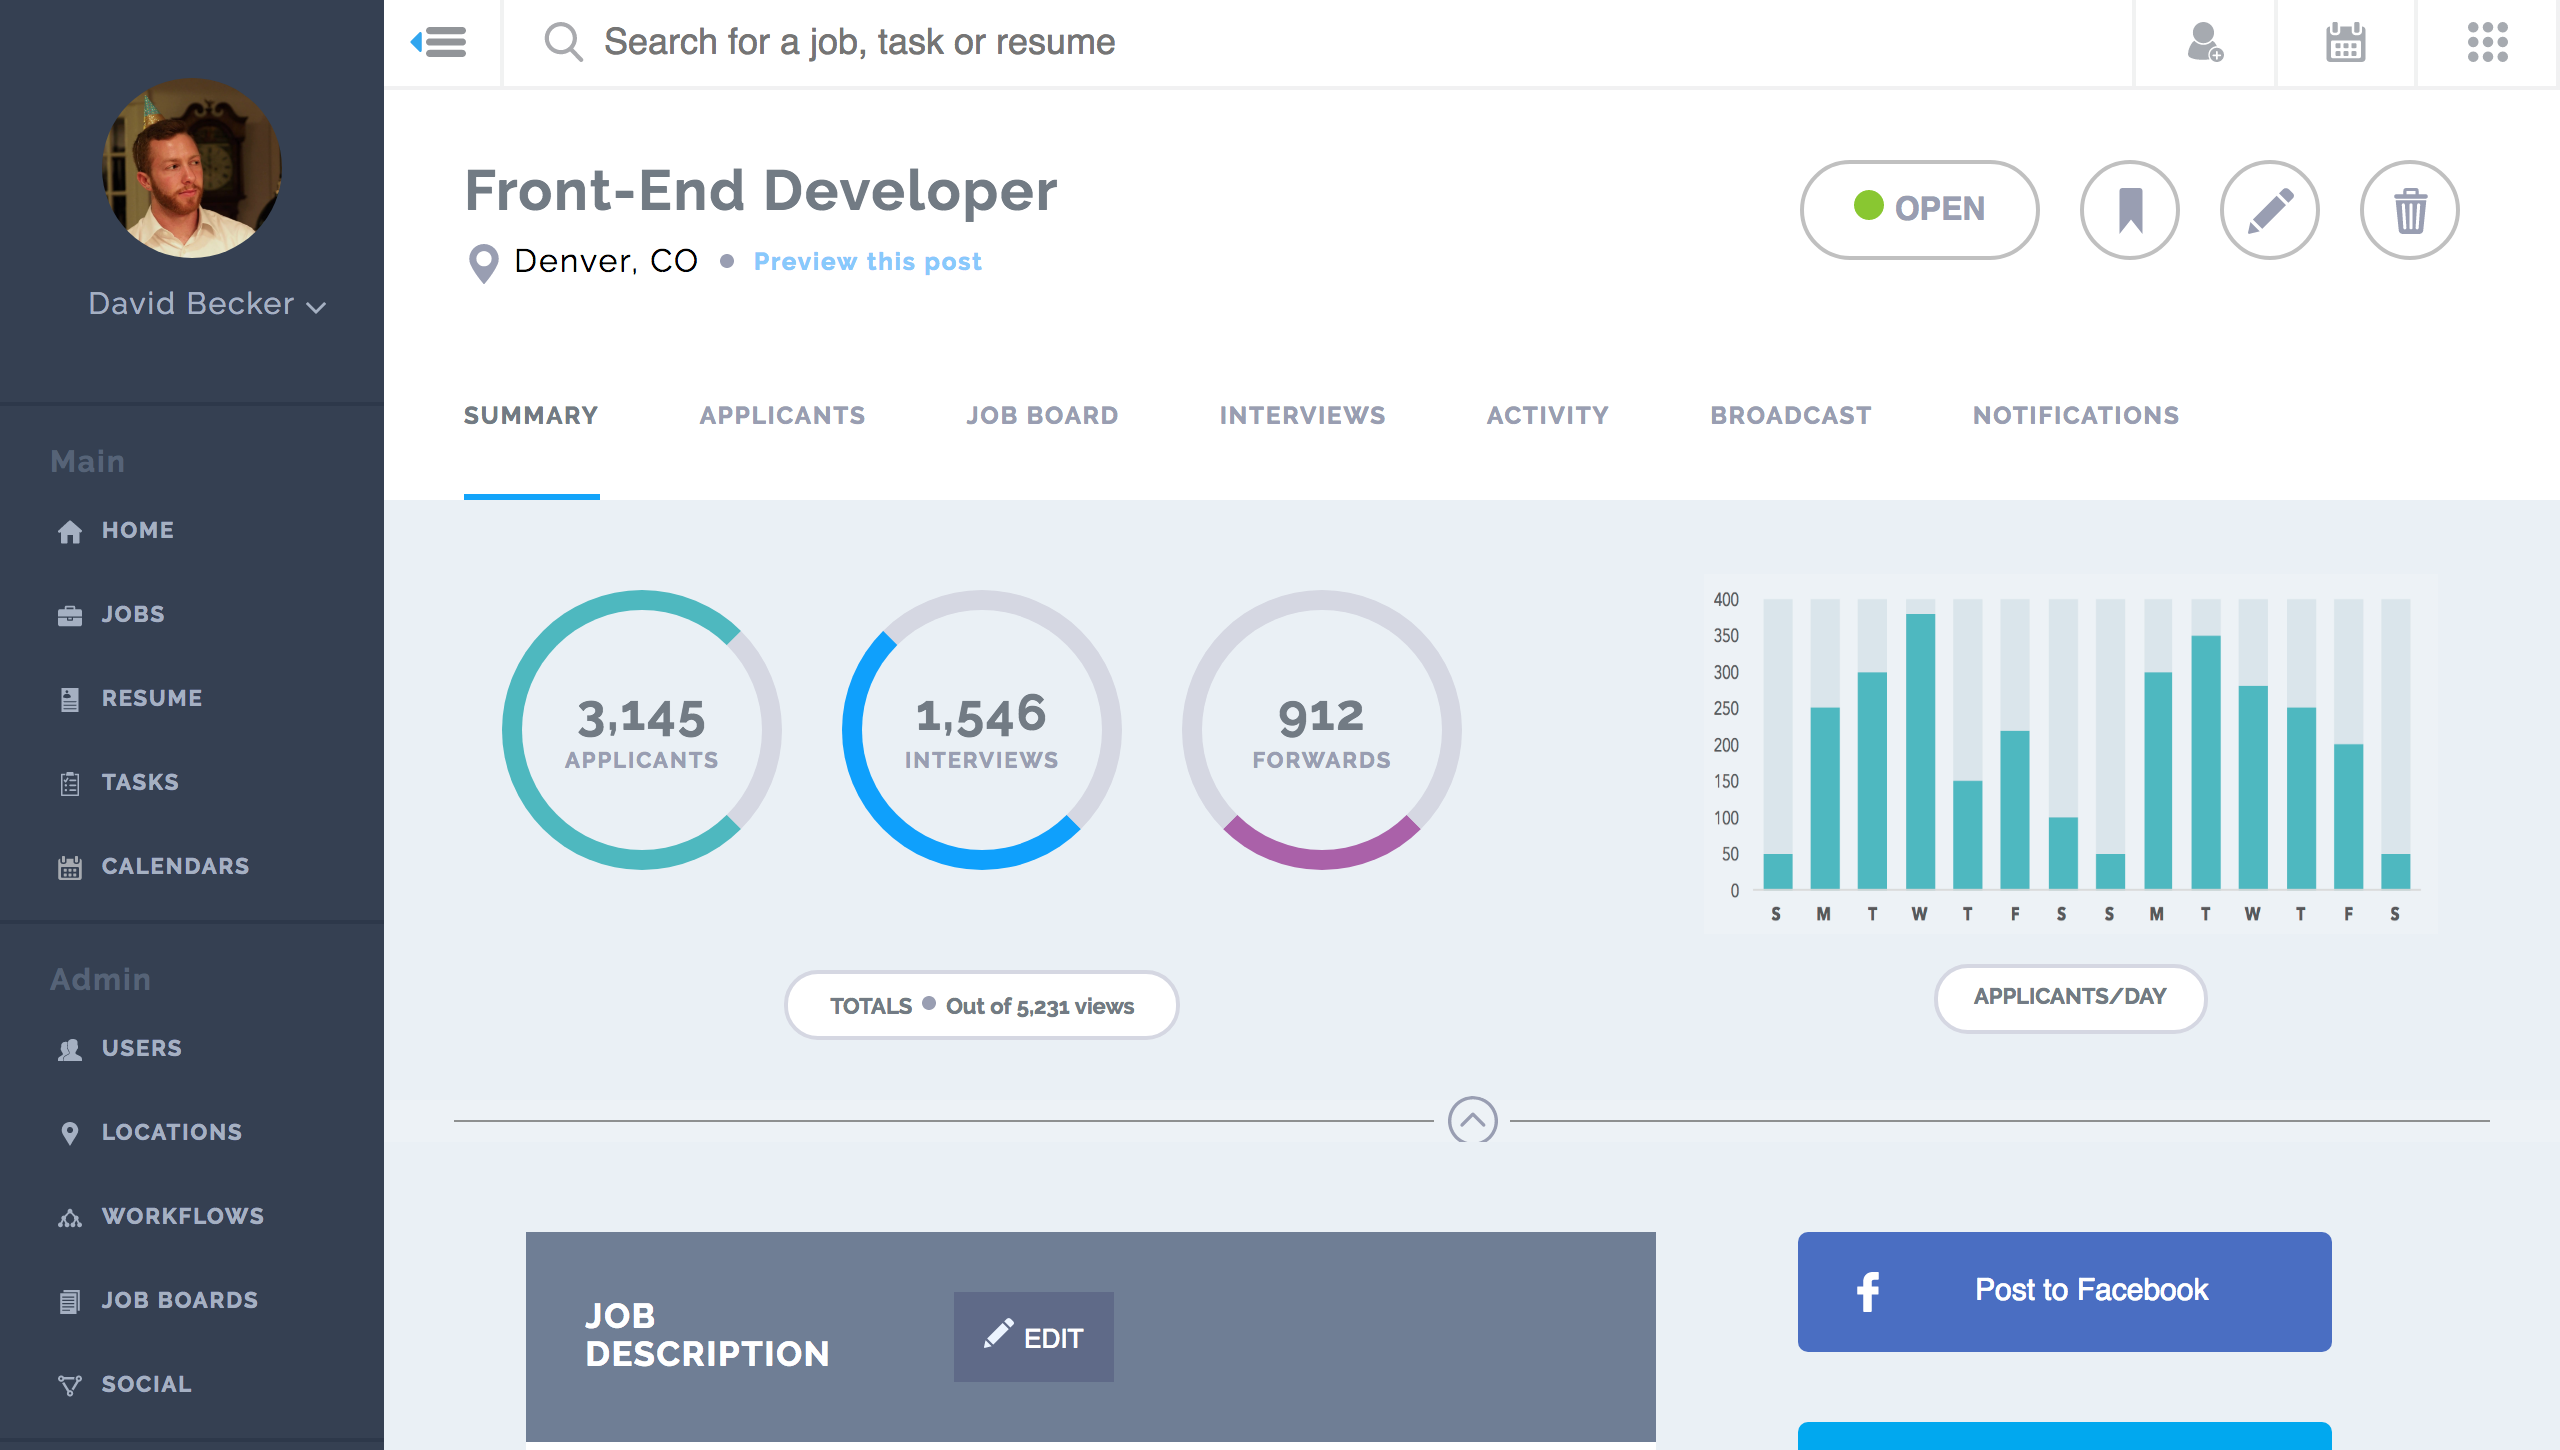 Search for a job, task or resume
David Becker
Main
HOME
JOBS
RESUME
TASKS
CALENDARS
Admin
USERS
LOCATIONS
WORKFLOWS
JOB BOARDS
SOCIAL
Front-End Developer
Denver, CO • Preview this post
OPEN
SUMMARY APPLICANTS JOB BOARD INTERVIEWS ACTIVITY BROADCAST NOTIFICATIONS
3,145
APPLICANTS
1,546
INTERVIEWS
912
FORWARDS
TOTALS • Out of 5,231 views
400
350
300
250
200
150
100
50
0
S M T W T F S S M T W T F S
APPLICANTS/DAY
JOB
DESCRIPTION
EDIT
Post to Facebook